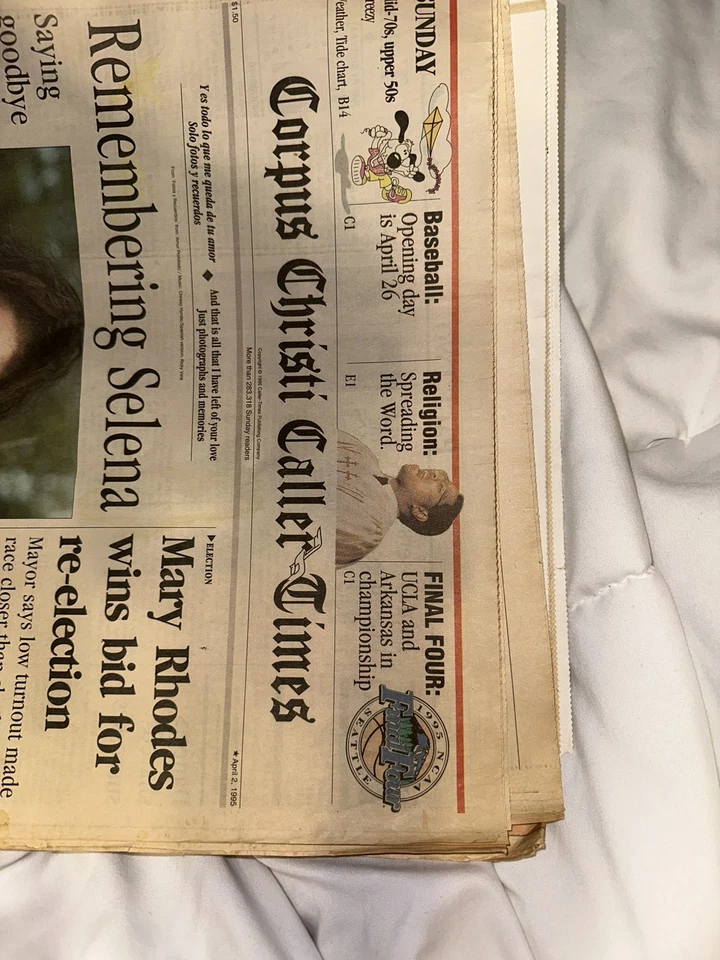 SUNDAY
upper 50s
Tide chart, B14
Baseball:
Opening day
is April 26
C1
Religion:
Spreading
the Word.
E1
FINAL FOUR:
UCLA and
Arkansas in
championship
C1
1995 NCAA
Final Four
SEATTLE
Corpus Christi Caller Times
More than 283,318 Sunday readers
$1.50
★ April 2, 1995
Y es todo lo que me queda de tu amor
Solo fotos y recuerdos
And that is all that I have left of your love
Just photographs and memories
Remembering Selena
Saying
goodbye
▶ELECTION
Mary Rhodes
wins bid for
re-election
Mayor says low turnout made
race closer than